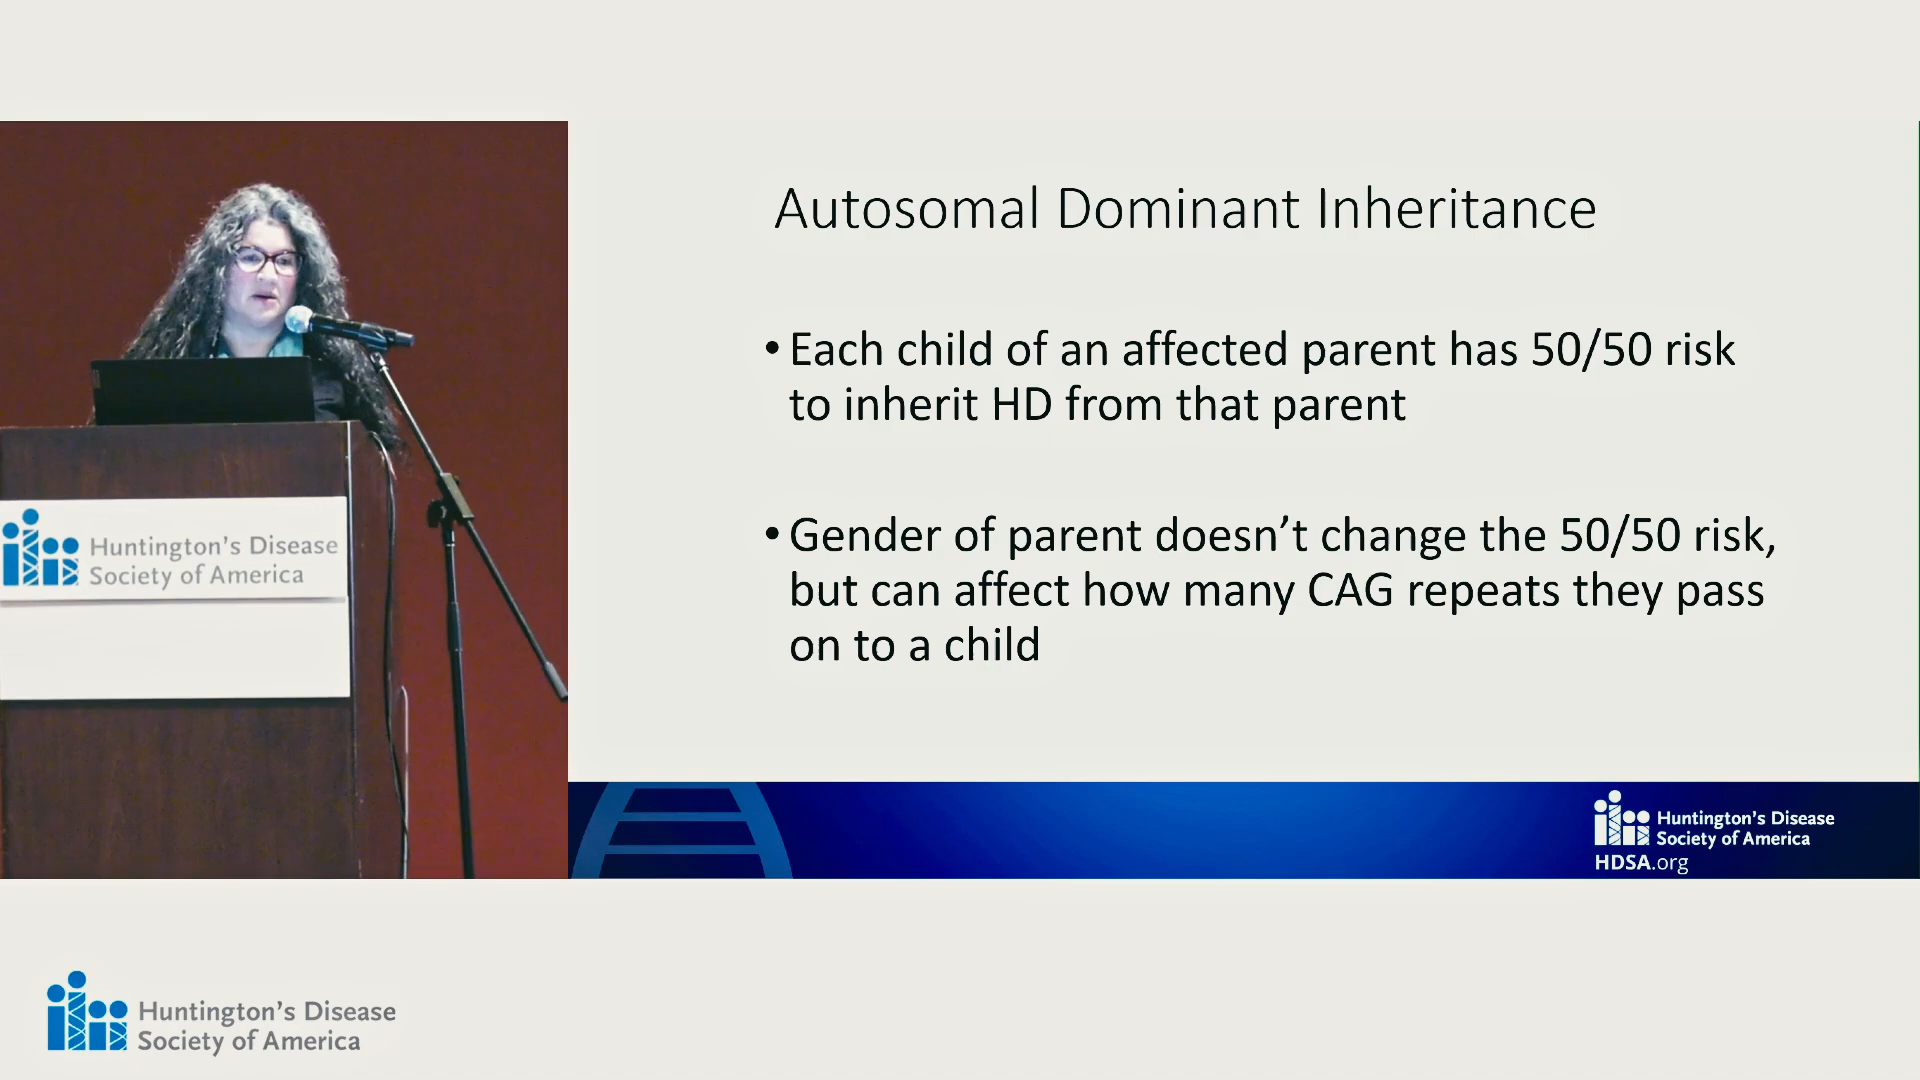 Autosomal Dominant Inheritance
• Each child of an affected parent has 50/50 risk
to inherit HD from that parent
• Gender of parent doesn’t change the 50/50 risk,
but can affect how many CAG repeats they pass
on to a child
Huntington’s Disease
Society of America
Huntington’s Disease
Society of America
HDSA.org
Huntington’s Disease
Society of America